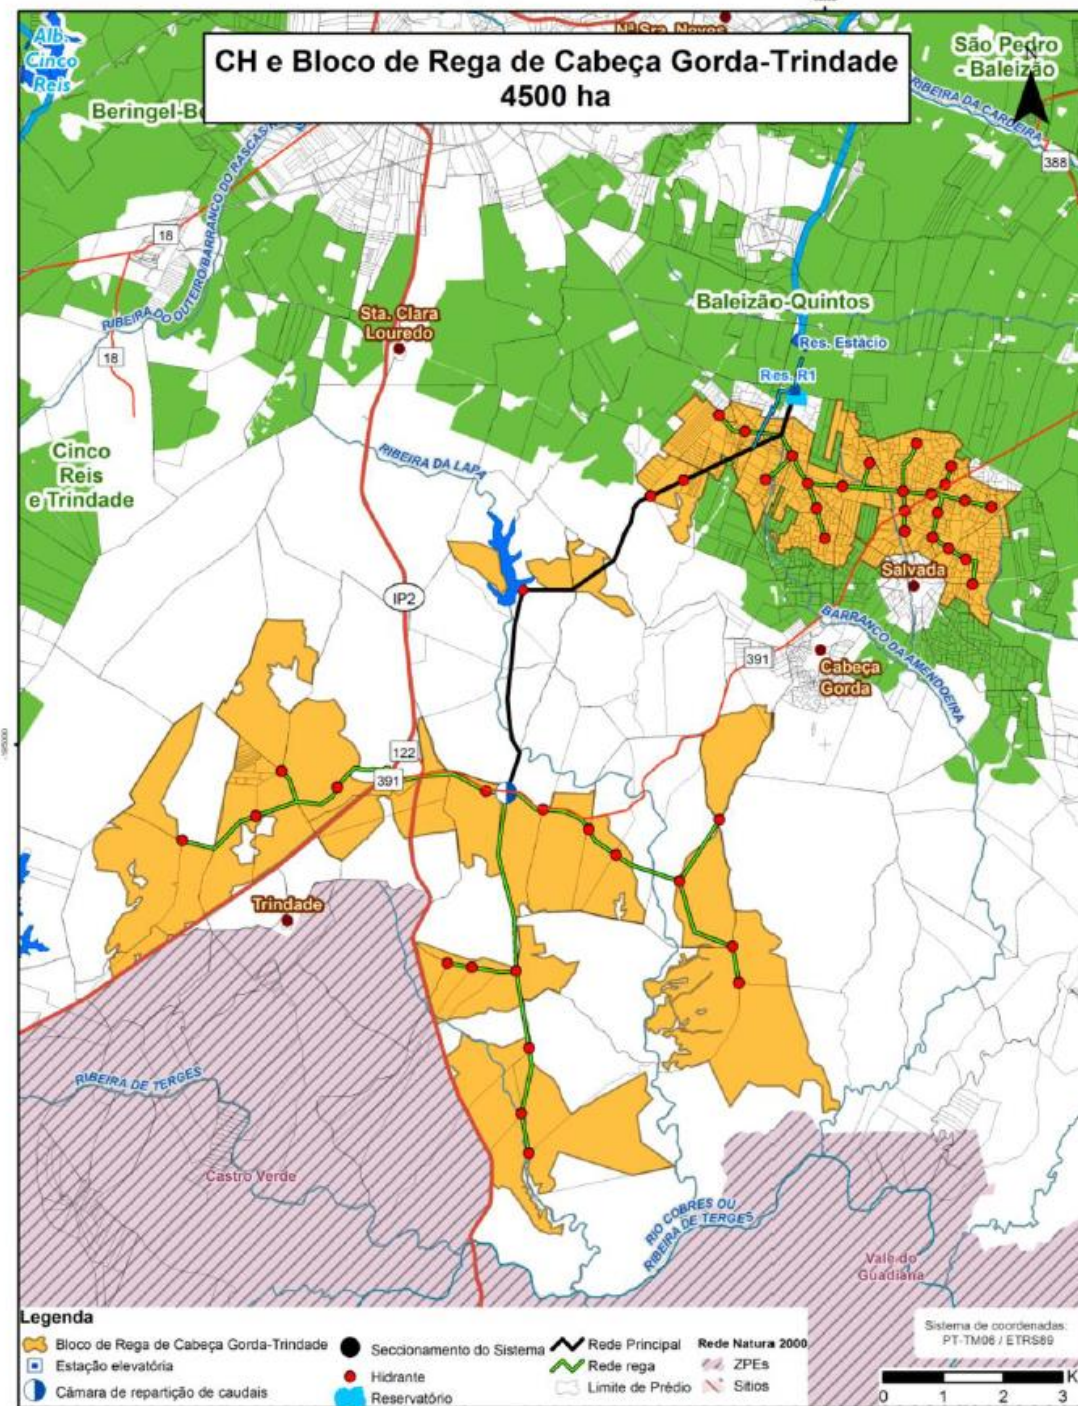 Nª Sra. Neves
Alb.
Cinco
Reis
CH e Bloco de Rega de Cabeça Gorda-Trindade
4500 ha
São Pedro
- Baleizão
N
RIBEIRA DA CARDEIRA
388
18
RIBEIRA DO OUTEIRO/BARRANCO DO RASCAS/
Baleizão-Quintos
Sta. Clara
Louredo
Res. Estácio
18
Res. R1
Cinco
Reis
e Trindade
RIBEIRA DA LAPA
Salvada
IP2
BARRANCO DA AMENDOEIRA
391
Cabeça
Gorda
122
391
Trindade
RIBEIRA DE TERGES
Castro Verde
RIO COBRES OU
RIBEIRA DE TERGES
Vale do
Guadiana
Legenda
Bloco de Rega de Cabeça Gorda-Trindade
Estação elevatória
Câmara de repartição de caudais
Seccionamento do Sistema
Hidrante
Reservatório
Rede Principal
Rede rega
Limite de Prédio
Rede Natura 2000
ZPEs
Sitios
Sistema de coordenadas:
PT-TM06 / ETRS89
0 1 2 3